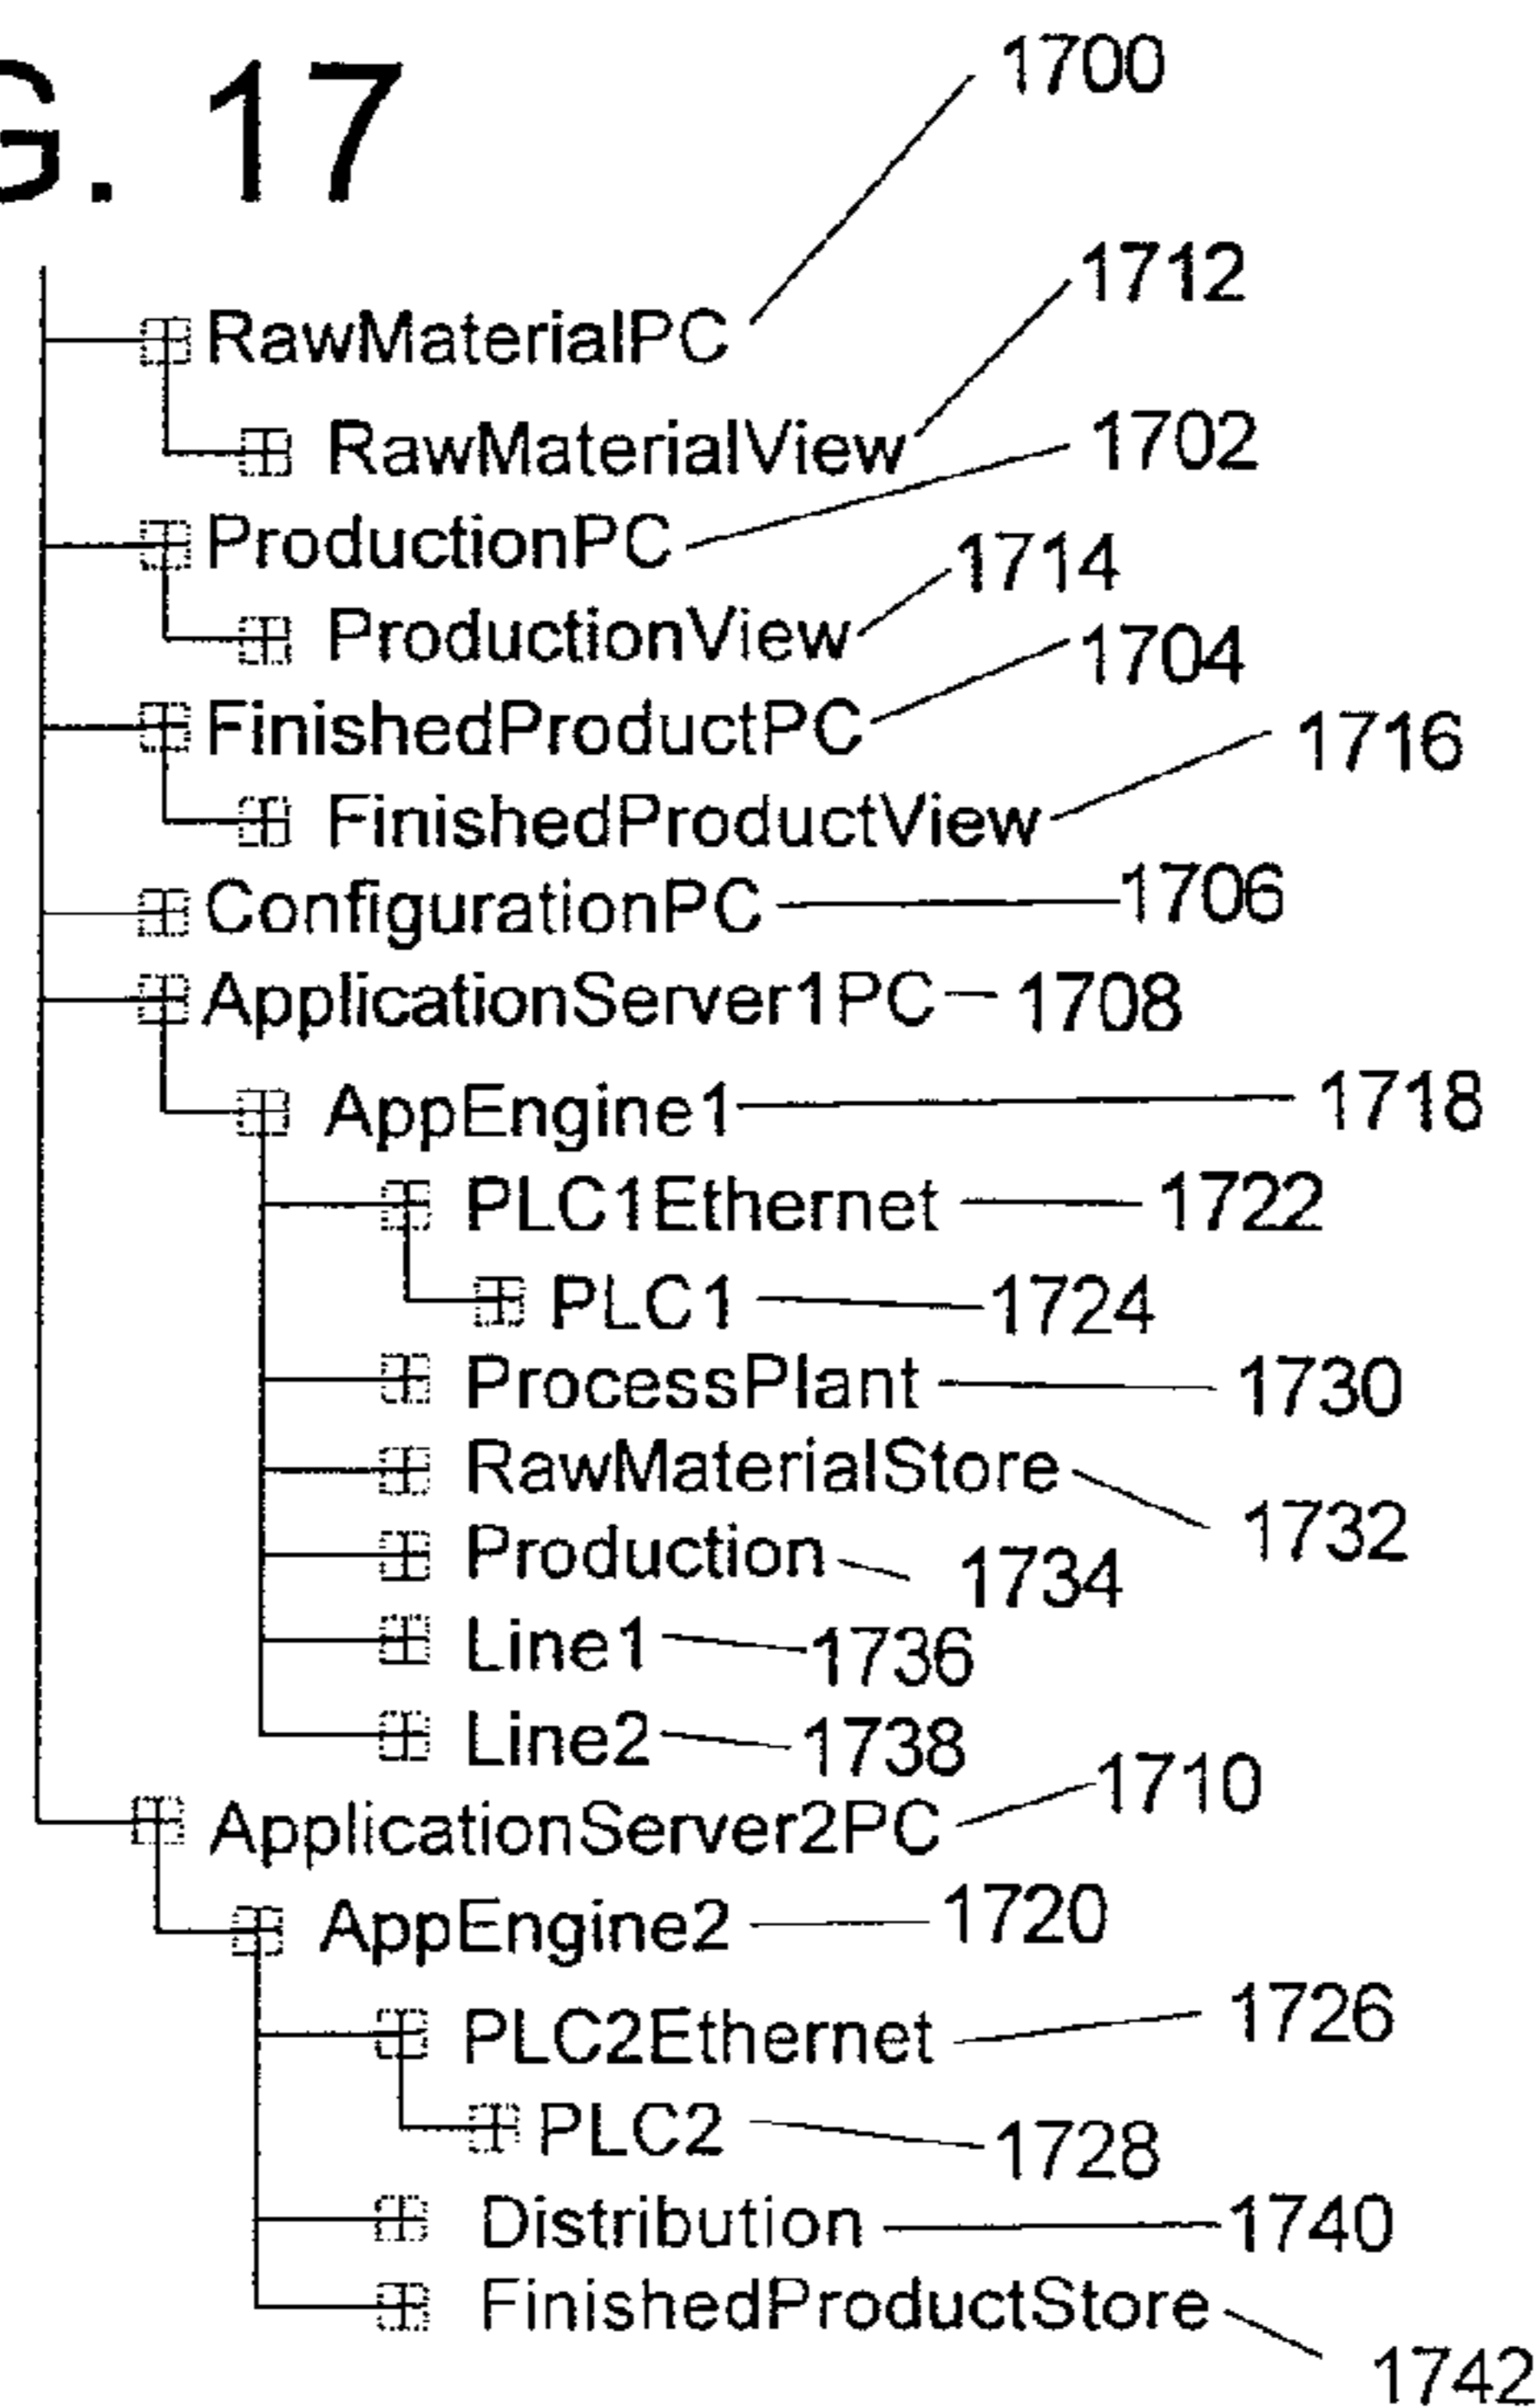 G. 17
1700
RawMaterialPC
1712
RawMaterialView
1702
ProductionPC
1714
ProductionView
1704
FinishedProductPC
1716
FinishedProductView
ConfigurationPC 1706
ApplicationServer1PC 1708
AppEngine1 1718
PLC1Ethernet 1722
PLC1 1724
ProcessPlant 1730
RawMaterialStore
1732
Production 1734
Line1 1736
Line2 1738
1710
ApplicationServer2PC
AppEngine2 1720
PLC2Ethernet 1726
PLC2 1728
Distribution 1740
FinishedProductStore
1742